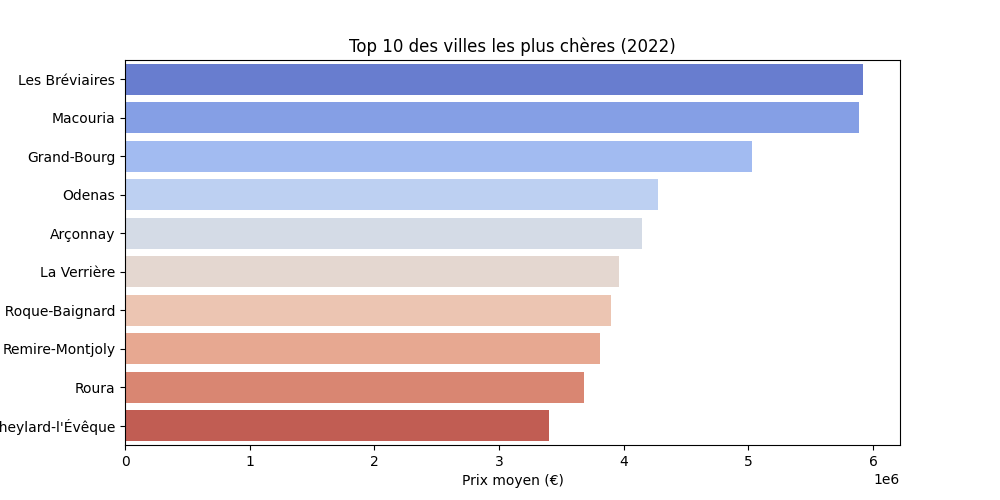 Top 10 des villes les plus chères (2022)
Les Bréviaires
Macouria
Grand-Bourg
Odenas
Arçonnay
La Verrière
Roque-Baignard
Remire-Montjoly
Roura
heylard-l'Évêque
0 1 2 3 4 5 6
1e6
Prix moyen (€)